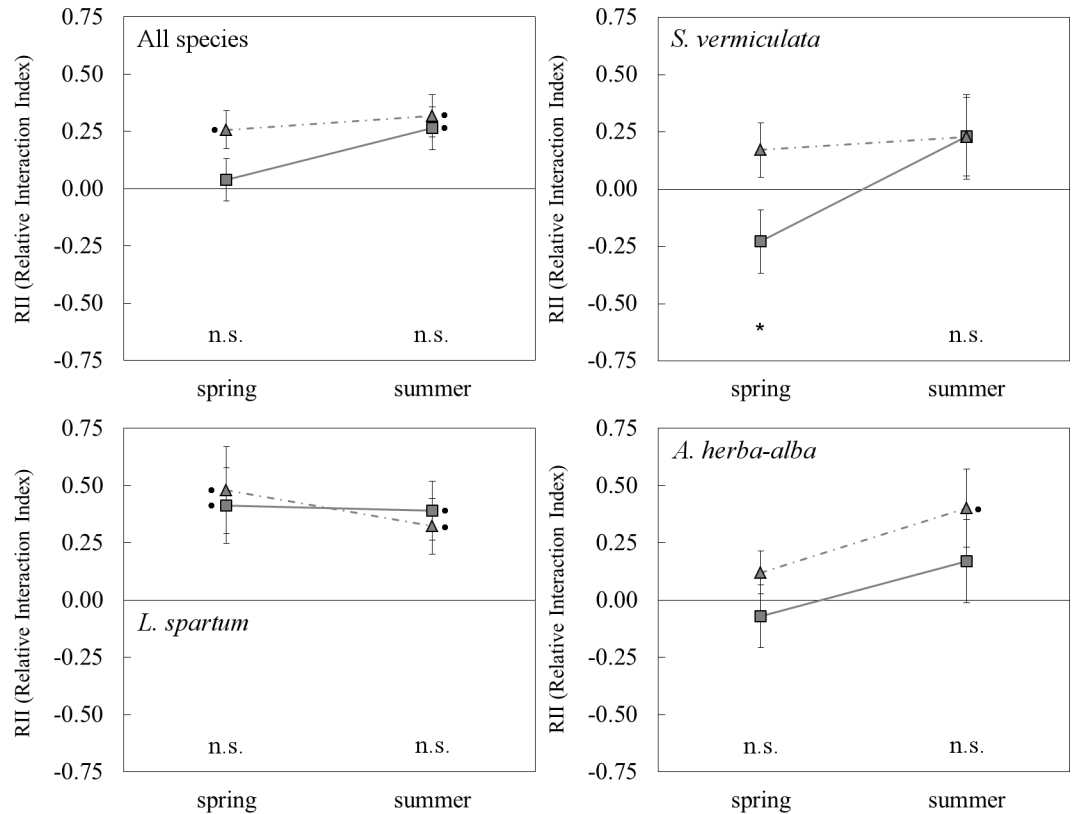 All species
RII (Relative Interaction Index)
0.75
0.50
0.25
0.00
-0.25
-0.50
-0.75
n.s.
n.s.
spring
summer
S. vermiculata
RII (Relative Interaction Index)
0.75
0.50
0.25
0.00
-0.25
-0.50
-0.75
*
n.s.
spring
summer
L. spartum
RII (Relative Interaction Index)
0.75
0.50
0.25
0.00
-0.25
-0.50
-0.75
n.s.
n.s.
spring
summer
A. herba-alba
RII (Relative Interaction Index)
0.75
0.50
0.25
0.00
-0.25
-0.50
-0.75
n.s.
n.s.
spring
summer